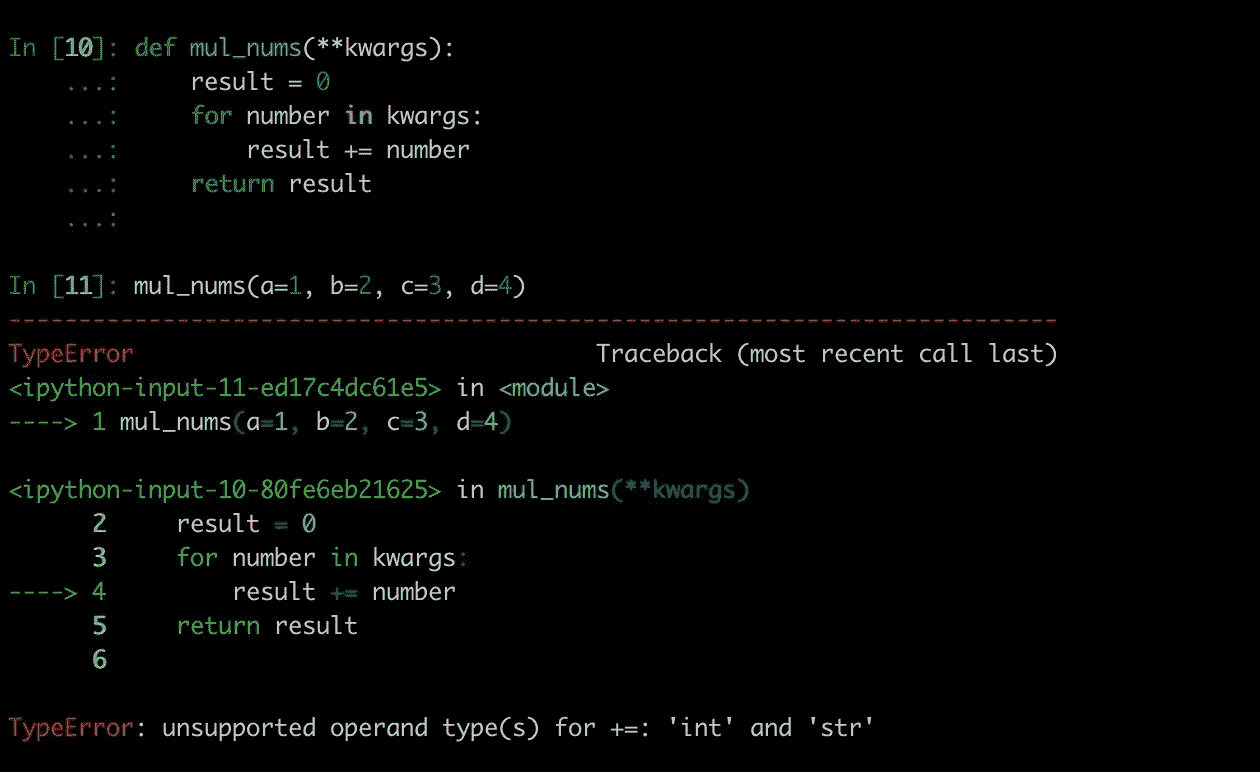 In [10]: def mul_nums(**kwargs):
    ...:     result = 0
    ...:     for number in kwargs:
    ...:         result += number
    ...:     return result
    ...:
In [11]: mul_nums(a=1, b=2, c=3, d=4)
---------------------------------------------------------------------------
TypeError                                 Traceback (most recent call last)
<ipython-input-11-ed17c4dc61e5> in <module>
----> 1 mul_nums(a=1, b=2, c=3, d=4)
<ipython-input-10-80fe6eb21625> in mul_nums(**kwargs)
      2     result = 0
      3     for number in kwargs:
----> 4         result += number
      5     return result
      6
TypeError: unsupported operand type(s) for +=: 'int' and 'str'